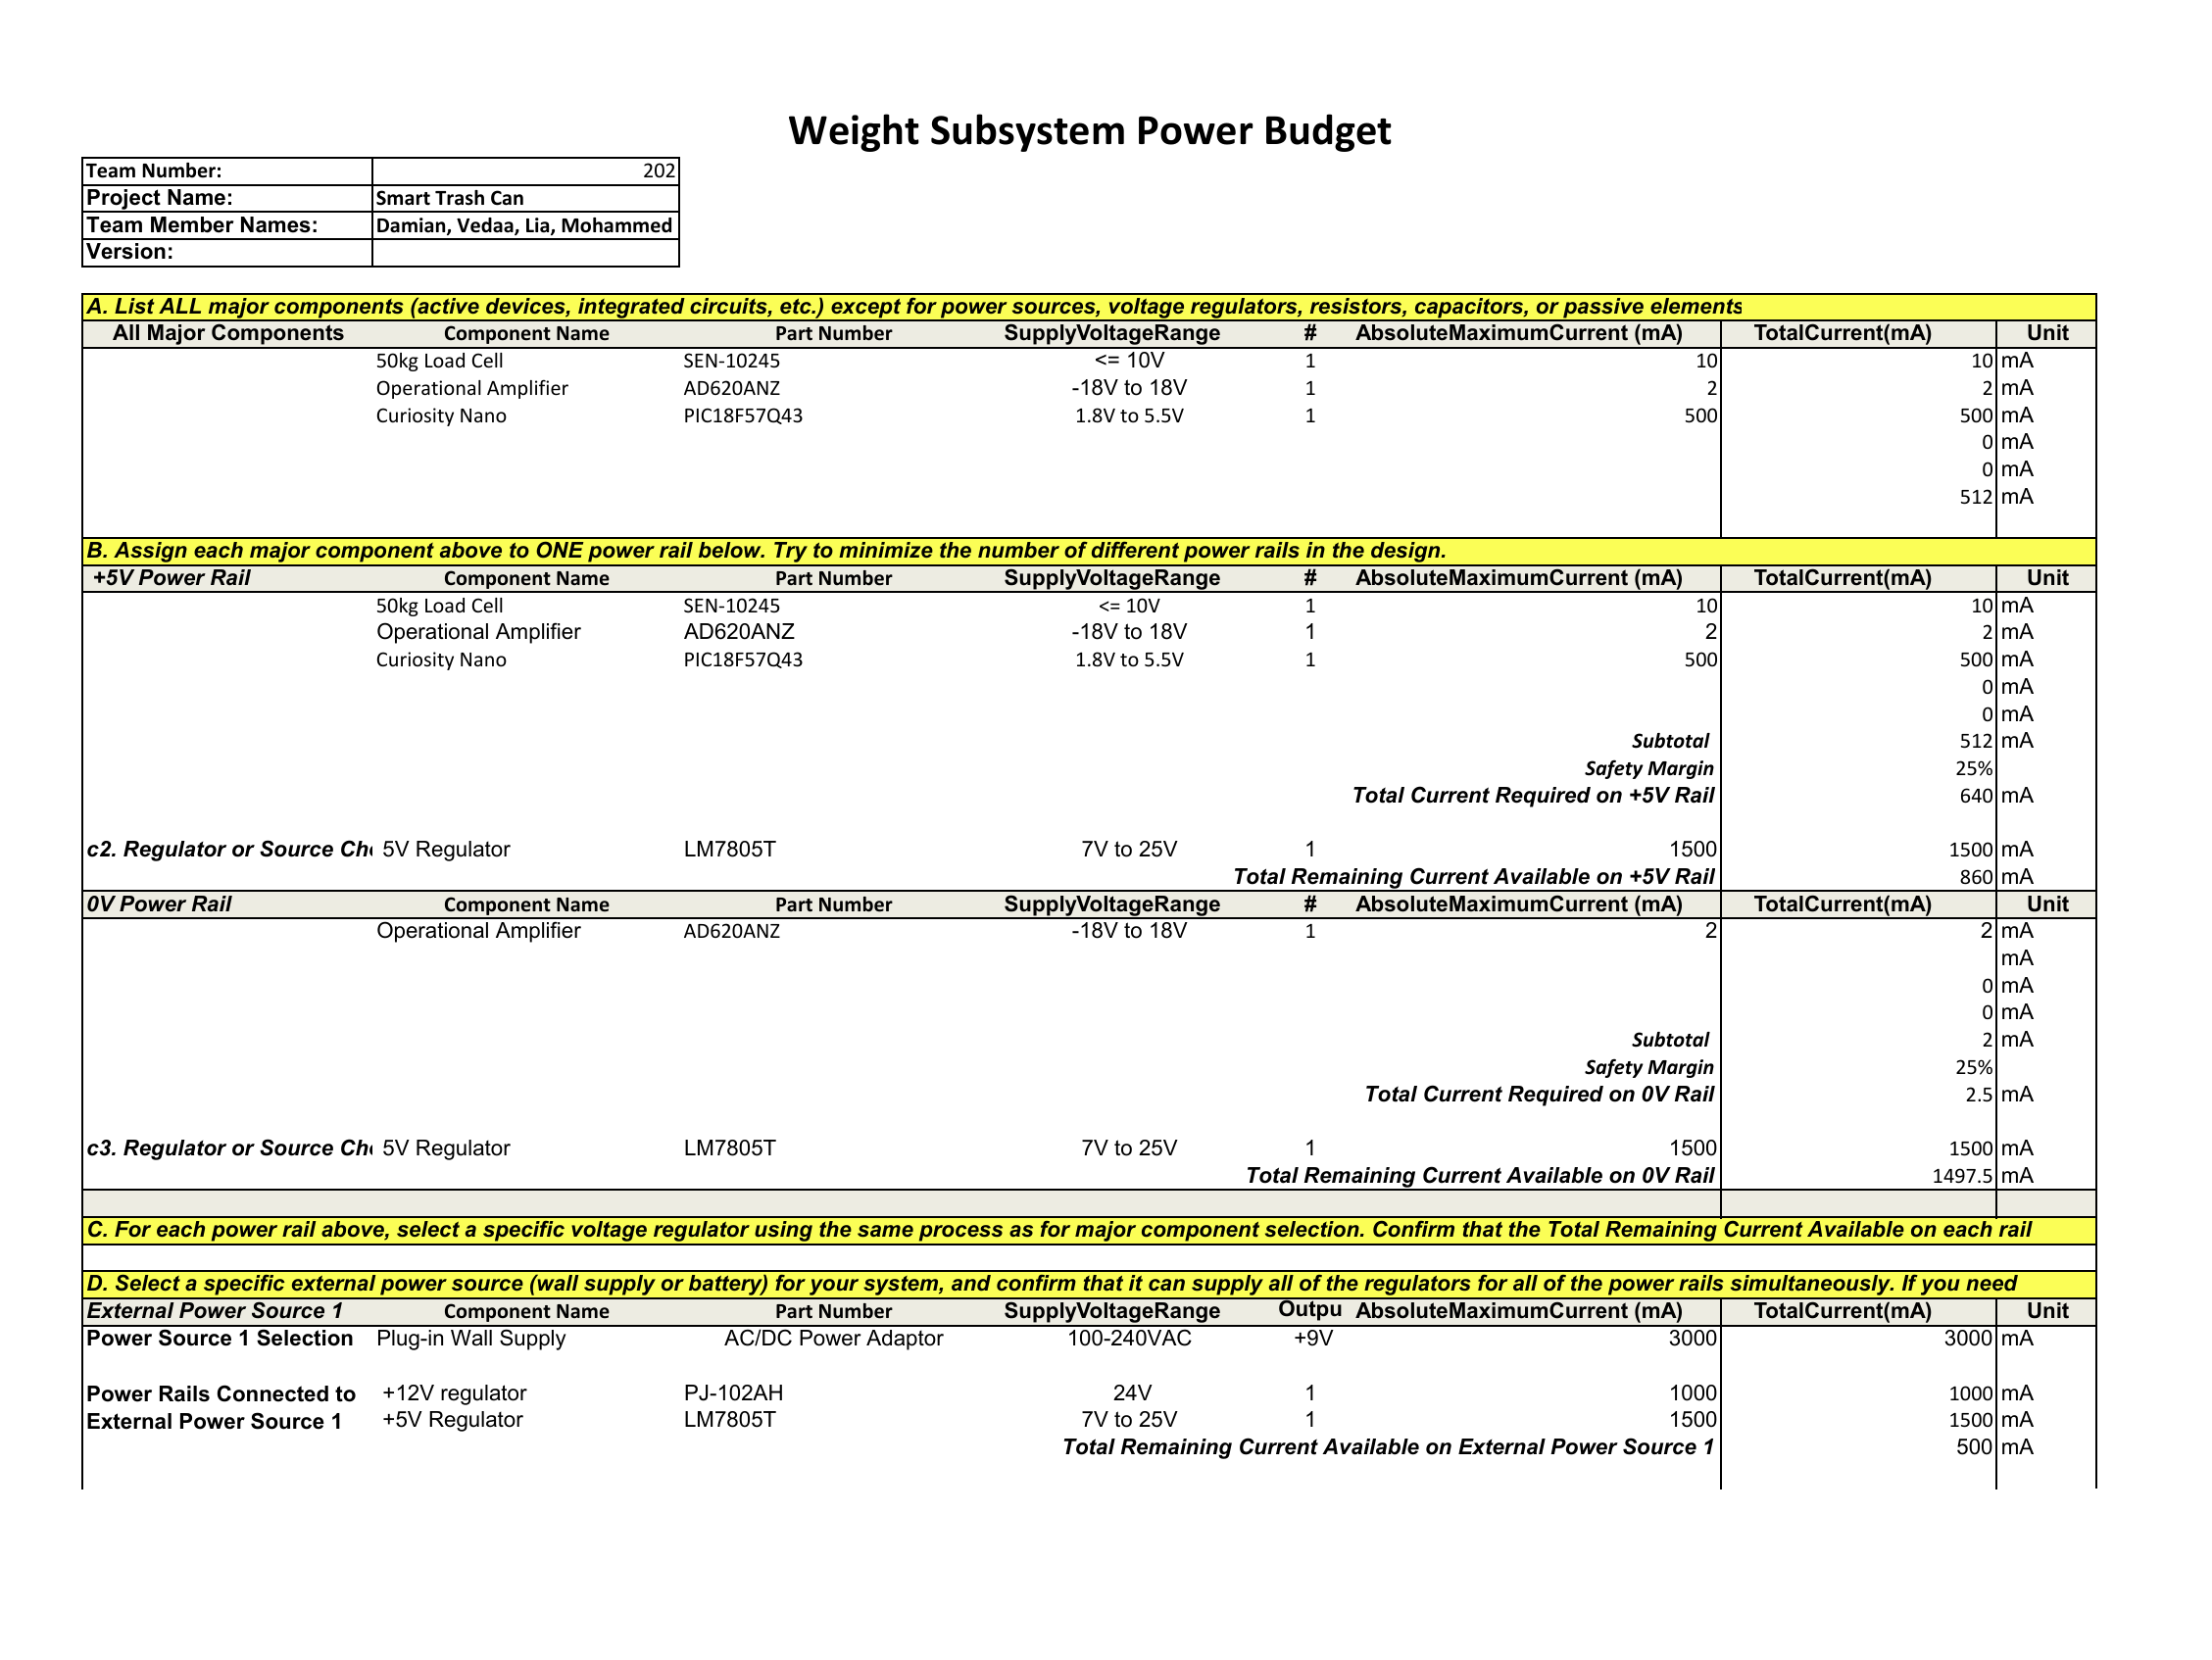 Weight Subsystem Power Budget
Team Number: 202
Project Name: Smart Trash Can
Team Member Names: Damian, Vedaa, Lia, Mohammed
Version:
A. List ALL major components (active devices, integrated circuits, etc.) except for power sources, voltage regulators, resistors, capacitors, or passive elements
All Major Components Component Name Part Number SupplyVoltageRange # AbsoluteMaximumCurrent (mA) TotalCurrent(mA) Unit
50kg Load Cell SEN-10245 <= 10V 1 10 10 mA
Operational Amplifier AD620ANZ -18V to 18V 1 2 2 mA
Curiosity Nano PIC18F57Q43 1.8V to 5.5V 1 500 500 mA
0 mA
0 mA
512 mA
B. Assign each major component above to ONE power rail below. Try to minimize the number of different power rails in the design.
+5V Power Rail Component Name Part Number SupplyVoltageRange # AbsoluteMaximumCurrent (mA) TotalCurrent(mA) Unit
50kg Load Cell SEN-10245 <= 10V 1 10 10 mA
Operational Amplifier AD620ANZ -18V to 18V 1 2 2 mA
Curiosity Nano PIC18F57Q43 1.8V to 5.5V 1 500 500 mA
0 mA
0 mA
Subtotal 512 mA
Safety Margin 25%
Total Current Required on +5V Rail 640 mA
c2. Regulator or Source Ch 5V Regulator LM7805T 7V to 25V 1 1500 1500 mA
Total Remaining Current Available on +5V Rail 860 mA
0V Power Rail Component Name Part Number SupplyVoltageRange # AbsoluteMaximumCurrent (mA) TotalCurrent(mA) Unit
Operational Amplifier AD620ANZ -18V to 18V 1 2 2 mA
mA
0 mA
0 mA
Subtotal 2 mA
Safety Margin 25%
Total Current Required on 0V Rail 2.5 mA
c3. Regulator or Source Ch 5V Regulator LM7805T 7V to 25V 1 1500 1500 mA
Total Remaining Current Available on 0V Rail 1497.5 mA
C. For each power rail above, select a specific voltage regulator using the same process as for major component selection. Confirm that the Total Remaining Current Available on each rail
D. Select a specific external power source (wall supply or battery) for your system, and confirm that it can supply all of the regulators for all of the power rails simultaneously. If you need
External Power Source 1 Component Name Part Number SupplyVoltageRange Outpu AbsoluteMaximumCurrent (mA) TotalCurrent(mA) Unit
Power Source 1 Selection Plug-in Wall Supply AC/DC Power Adaptor 100-240VAC +9V 3000 3000 mA
Power Rails Connected to +12V regulator PJ-102AH 24V 1 1000 1000 mA
External Power Source 1 +5V Regulator LM7805T 7V to 25V 1 1500 1500 mA
Total Remaining Current Available on External Power Source 1 500 mA